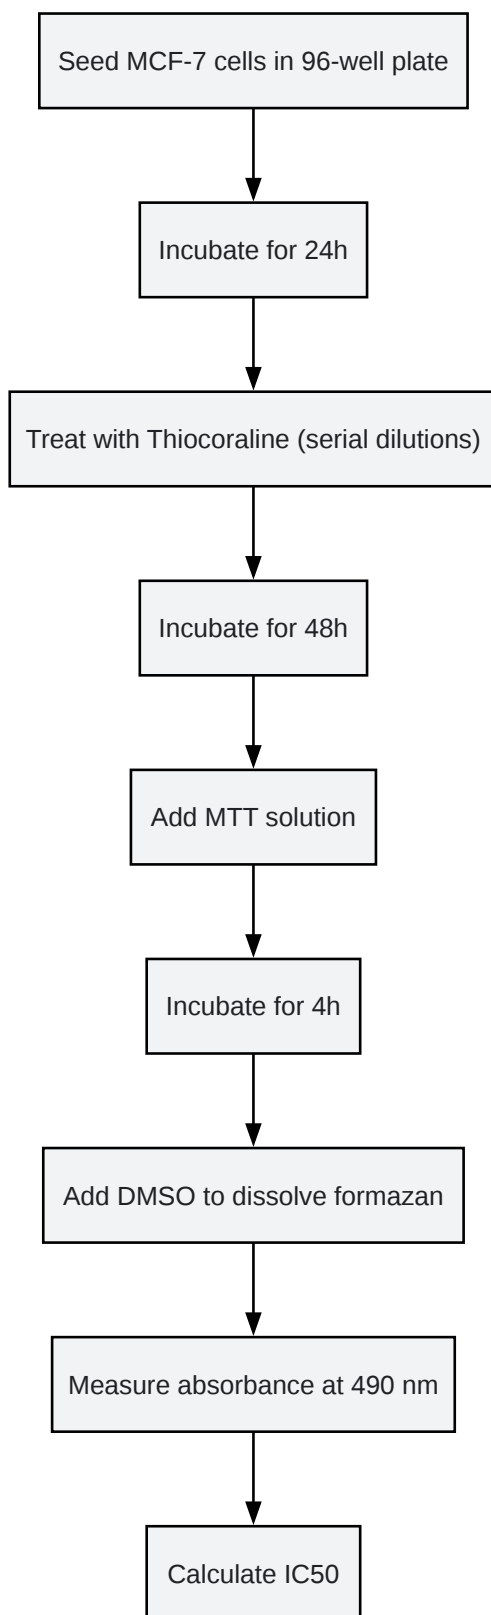 Seed MCF-7 cells in 96-well plate
Incubate for 24h
Treat with Thiocoraline (serial dilutions)
Incubate for 48h
Add MTT solution
Incubate for 4h
Add DMSO to dissolve formazan
Measure absorbance at 490 nm
Calculate IC50